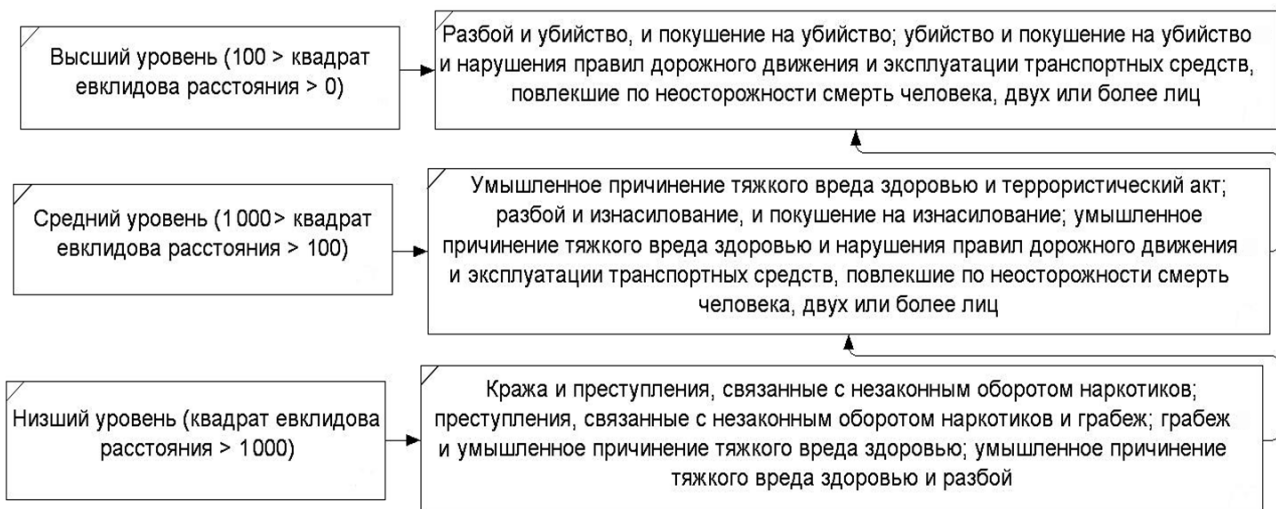 Высший уровень (100 > квадрат
евклидова расстояния > 0)
Разбой и убийство, и покушение на убийство; убийство и покушение на убийство
и нарушения правил дорожного движения и эксплуатации транспортных средств,
повлекшие по неосторожности смерть человека, двух или более лиц
Средний уровень (1000 > квадрат
евклидова расстояния > 100)
Умышленное причинение тяжкого вреда здоровью и террористический акт;
разбой и изнасилование, и покушение на изнасилование; умышленное
причинение тяжкого вреда здоровью и нарушения правил дорожного движения
и эксплуатации транспортных средств, повлекшие по неосторожности смерть
человека, двух или более лиц
Низший уровень (квадрат евклидова
расстояния > 1000)
Кража и преступления, связанные с незаконным оборотом наркотиков;
преступления, связанные с незаконным оборотом наркотиков и грабеж; грабеж
и умышленное причинение тяжкого вреда здоровью; умышленное причинение
тяжкого вреда здоровью и разбой